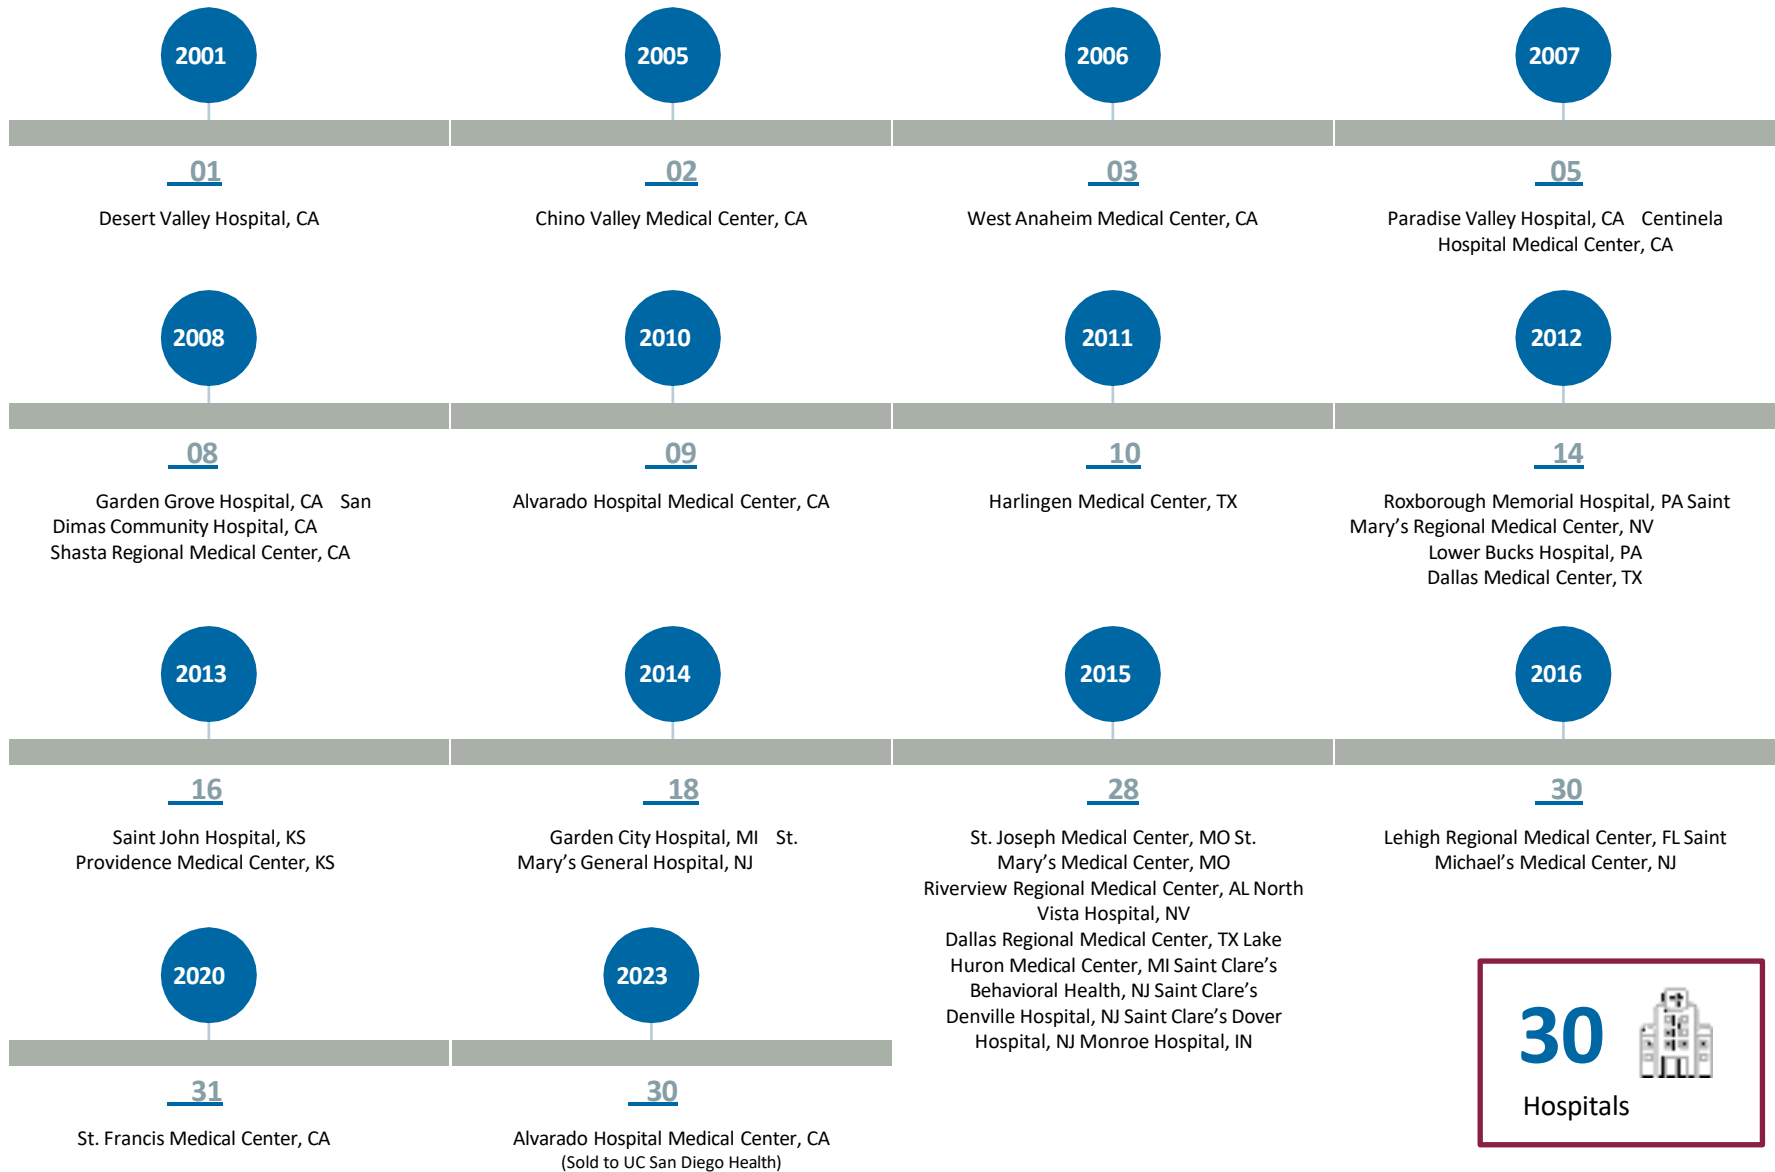 2001
2005
2006
2007
01
02
03
05
Desert Valley Hospital, CA
Chino Valley Medical Center, CA
West Anaheim Medical Center, CA
Paradise Valley Hospital, CA Centinela
Hospital Medical Center, CA
2008
2010
2011
2012
08
09
10
14
Garden Grove Hospital, CA San
Dimas Community Hospital, CA
Shasta Regional Medical Center, CA
Alvarado Hospital Medical Center, CA
Harlingen Medical Center, TX
Roxborough Memorial Hospital, PA Saint
Mary’s Regional Medical Center, NV
Lower Bucks Hospital, PA
Dallas Medical Center, TX
2013
2014
2015
2016
16
18
28
30
Saint John Hospital, KS
Providence Medical Center, KS
Garden City Hospital, MI St.
Mary’s General Hospital, NJ
St. Joseph Medical Center, MO St.
Mary’s Medical Center, MO
Riverview Regional Medical Center, AL North
Vista Hospital, NV
Dallas Regional Medical Center, TX Lake
Huron Medical Center, MI Saint Clare’s
Behavioral Health, NJ Saint Clare’s
Denville Hospital, NJ Saint Clare’s Dover
Hospital, NJ Monroe Hospital, IN
Lehigh Regional Medical Center, FL Saint
Michael’s Medical Center, NJ
2020
2023
31
30
St. Francis Medical Center, CA
Alvarado Hospital Medical Center, CA
(Sold to UC San Diego Health)
30
Hospitals